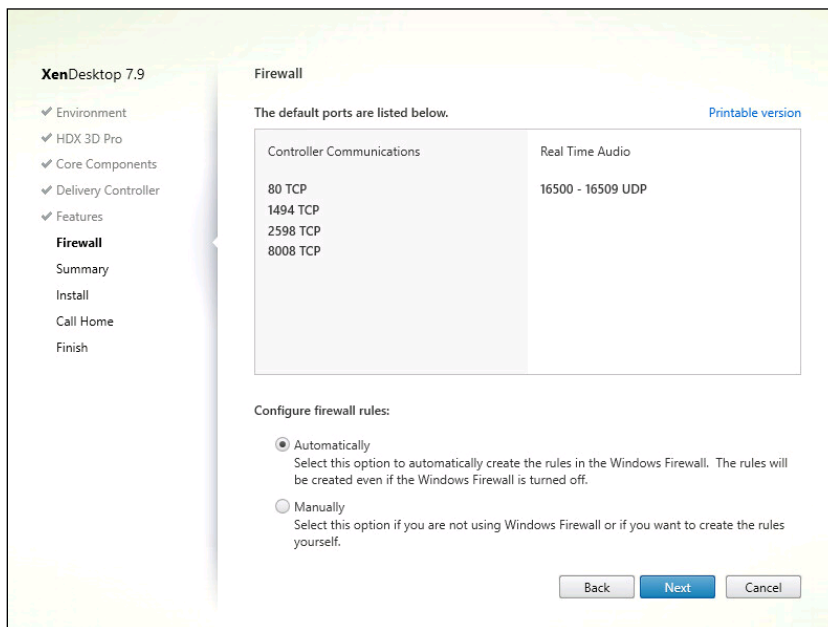 XenDesktop 7.9
Environment
HDX 3D Pro
Core Components
Delivery Controller
Features
Firewall
Summary
Install
Call Home
Finish
Firewall
The default ports are listed below.
Printable version
Controller Communications
80 TCP
1494 TCP
2598 TCP
8008 TCP
Real Time Audio
16500 - 16509 UDP
Configure firewall rules:
Automatically
Select this option to automatically create the rules in the Windows Firewall. The rules will
be created even if the Windows Firewall is turned off.
Manually
Select this option if you are not using Windows Firewall or if you want to create the rules
yourself.
Back
Next
Cancel